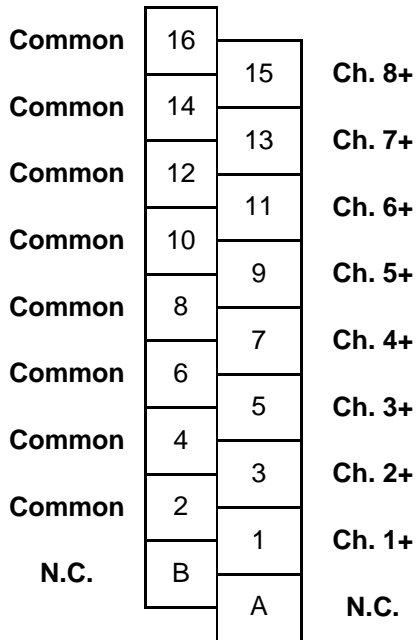 Common 16
15 Ch. 8+
Common 14
13 Ch. 7+
Common 12
11 Ch. 6+
Common 10
9 Ch. 5+
Common 8
7 Ch. 4+
Common 6
5 Ch. 3+
Common 4
3 Ch. 2+
Common 2
1 Ch. 1+
N.C. B
A N.C.